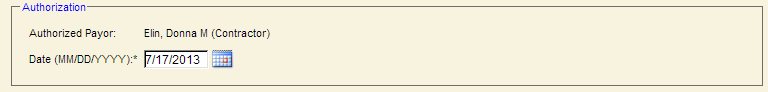 Authorization
Authorized Payor: Elin, Donna M (Contractor)
Date (MM/DD/YYYY):* 7/17/2013